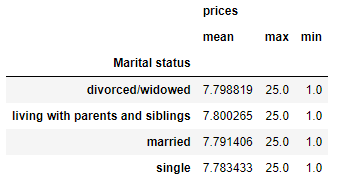 prices
mean max min
Marital status
divorced/widowed 7.798819 25.0 1.0
living with parents and siblings 7.800265 25.0 1.0
married 7.791406 25.0 1.0
single 7.783433 25.0 1.0